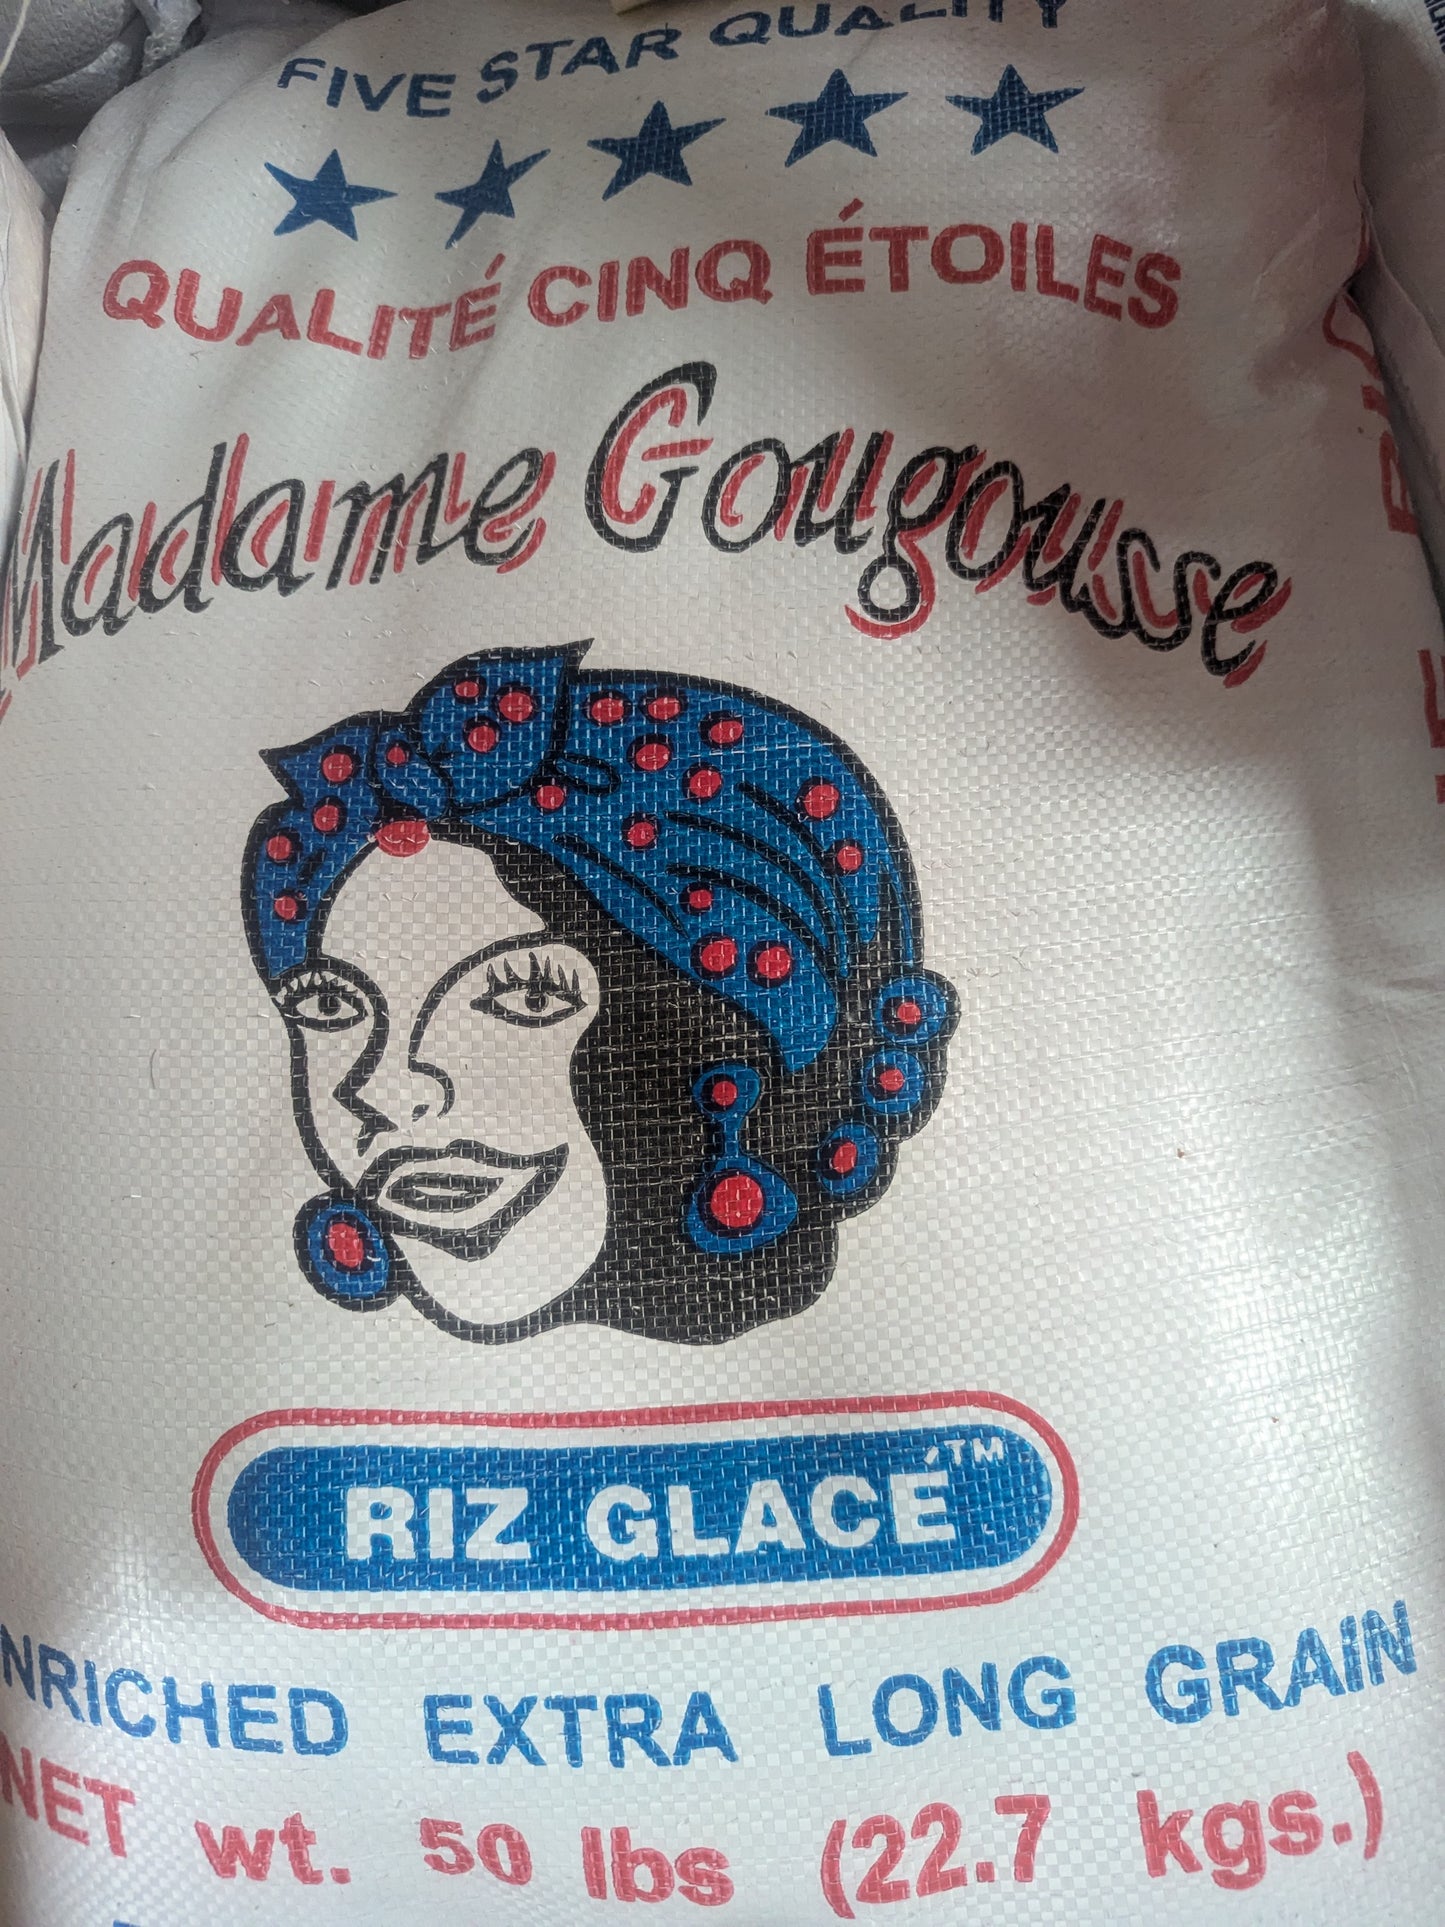 FIVE STAR QUALITY
QUALITÉ CINQ ÉTOILES
Madame Gougousse
RIZ GLACÉ™
NRICHED EXTRA LONG GRAIN
NET wt. 50 lbs (22.7 kgs.)